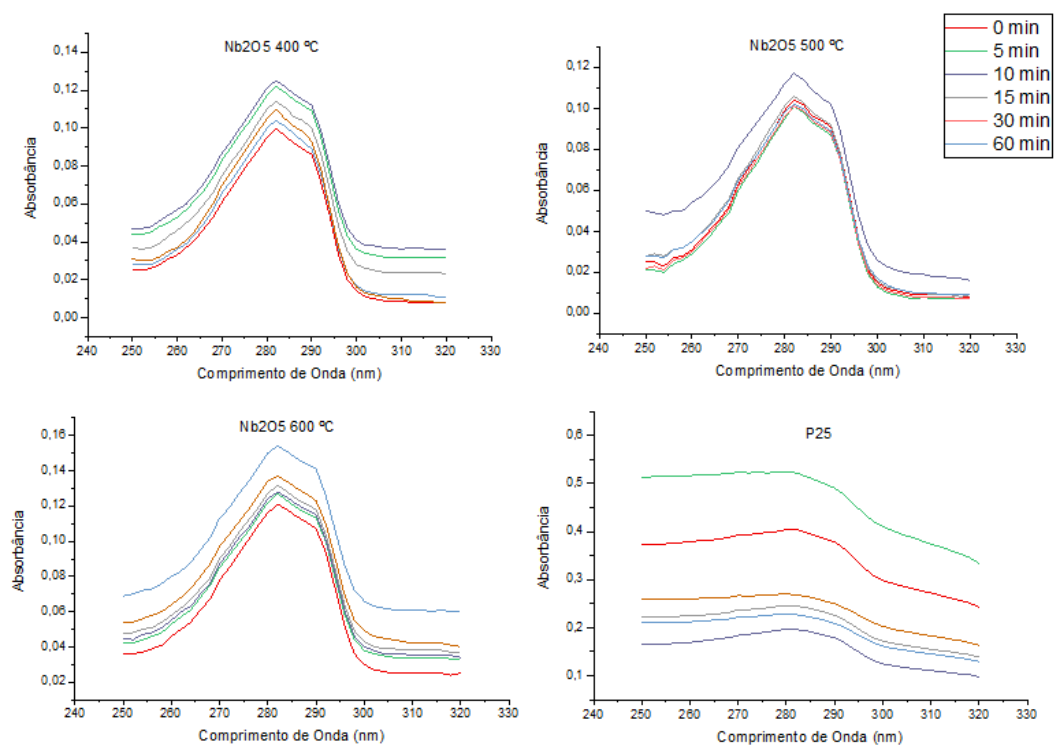 Nb2O5 400 ºC
0,14
0,12
0,10
0,08
0,06
0,04
0,02
0,00
Absorbância
240 250 260 270 280 290 300 310 320 330
Comprimento de Onda (nm)
Nb2O5 500 ºC
0,12
0,10
0,08
0,06
0,04
0,02
0,00
Absorbância
240 250 260 270 280 290 300 310 320 330
Comprimento de Onda (nm)
0 min
5 min
10 min
15 min
30 min
60 min
Nb2O5 600 ºC
0,16
0,14
0,12
0,10
0,08
0,06
0,04
0,02
Absorbância
240 250 260 270 280 290 300 310 320 330
Comprimento de Onda (nm)
P25
0,6
0,5
0,4
0,3
0,2
0,1
Absorbância
240 250 260 270 280 290 300 310 320 330
Comprimento de Onda (nm)